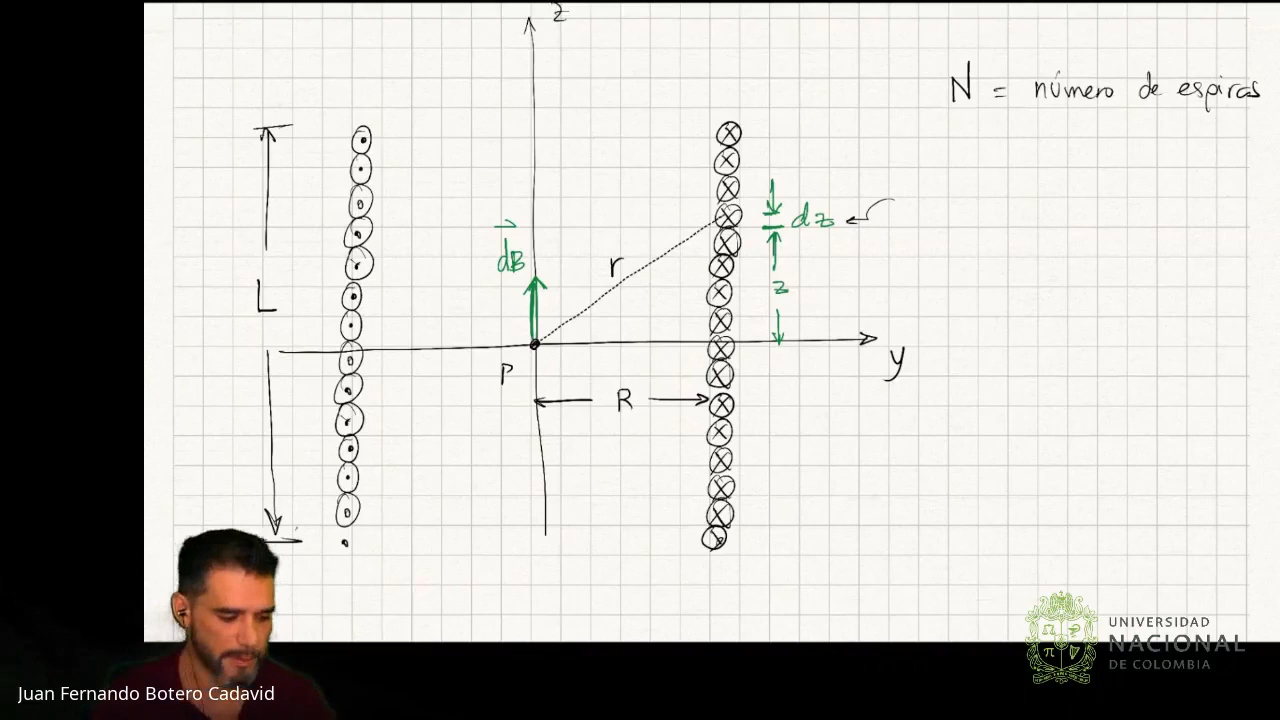 z
N = número de espiras
dz
dB
r
z
L
y
P
R
UNIVERSIDAD
NACIONAL
DE COLOMBIA
Juan Fernando Botero Cadavid